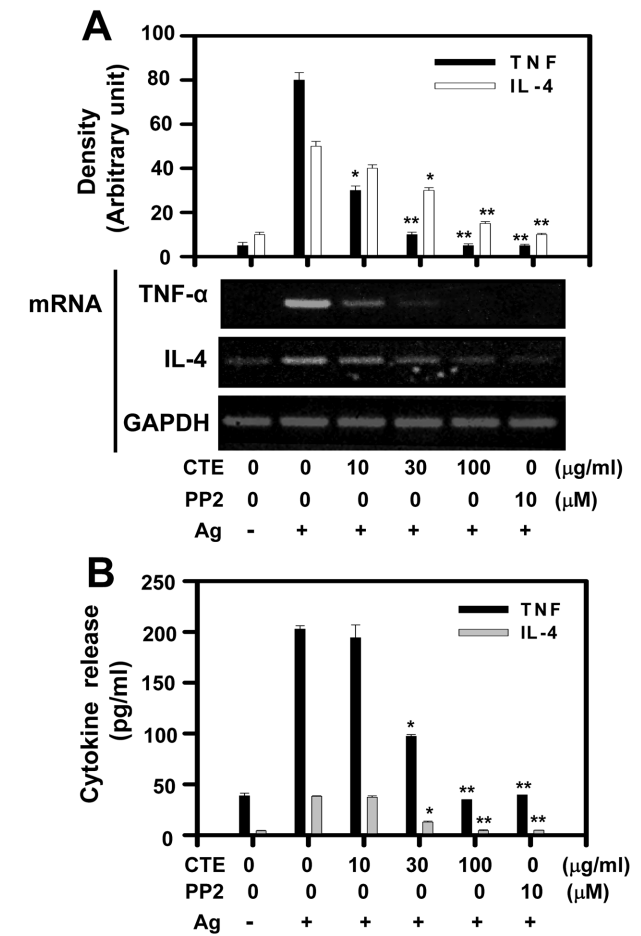 A
100
80
60
40
20
0
Density
(Arbitrary unit)
TNF
IL-4
* ** * ** ** ** **
mRNA
TNF-α
IL-4
GAPDH
CTE 0 0 10 30 100 0 (µg/ml)
PP2 0 0 0 0 0 10 (µM)
Ag - + + + + +
B
250
200
150
100
50
0
Cytokine release
(pg/ml)
TNF
IL-4
* * ** ** ** **
CTE 0 0 10 30 100 0 (µg/ml)
PP2 0 0 0 0 0 10 (µM)
Ag - + + + + +